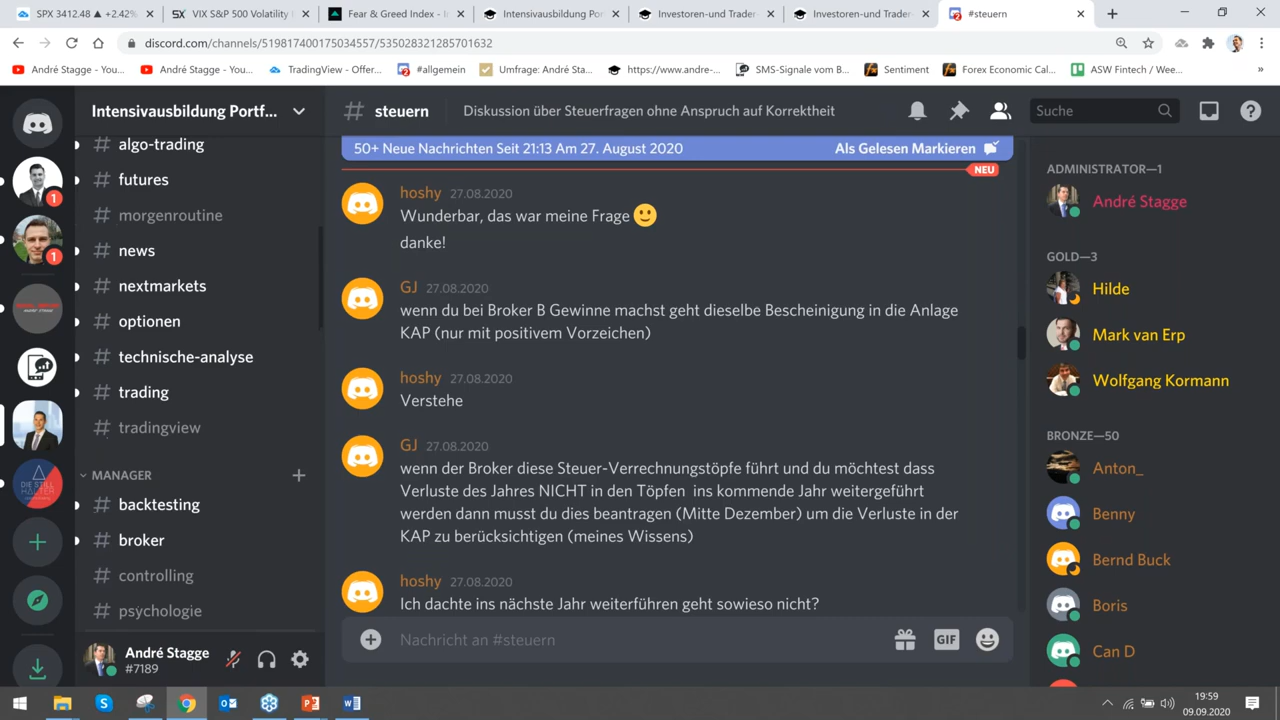 SPX 3412.48 ▲ +2.42%
VIX S&P 500 Volatility
Fear & Greed Index -
Intensivausbildung Po
Investoren-und Trader
Investoren-und Trader
#steuern
discord.com/channels/519817400175034557/535028321285701632
André Stagge - You...
André Stagge - You...
TradingView - Offer...
#allgemein
Umfrage: André Sta...
https://www.andre-...
SMS-Signale vom B...
Sentiment
Forex Economic Cal...
ASW Fintech / Wee...
»
Intensivausbildung Portf...
# steuern
Diskussion über Steuerfragen ohne Anspruch auf Korrektheit
Suche
algo-trading
# futures
# morgenroutine
# news
# nextmarkets
# optionen
# technische-analyse
# trading
# tradingview
MANAGER
# backtesting
# broker
# controlling
# psychologie
André Stagge
#7189
1
1
DIE STILL
HALTER
50+ Neue Nachrichten Seit 21:13 Am 27. August 2020
Als Gelesen Markieren
NEU
hoshy 27.08.2020
Wunderbar, das war meine Frage 🙂
danke!
GJ 27.08.2020
wenn du bei Broker B Gewinne machst geht dieselbe Bescheinigung in die Anlage
KAP (nur mit positivem Vorzeichen)
hoshy 27.08.2020
Verstehe
GJ 27.08.2020
wenn der Broker diese Steuer-Verrechnungstöpfe führt und du möchtest dass
Verluste des Jahres NICHT in den Töpfen ins kommende Jahr weitergeführt
werden dann musst du dies beantragen (Mitte Dezember) um die Verluste in der
KAP zu berücksichtigen (meines Wissens)
hoshy 27.08.2020
Ich dachte ins nächste Jahr weiterführen geht sowieso nicht?
Nachricht an #steuern
GIF
ADMINISTRATOR—1
André Stagge
GOLD—3
Hilde
Mark van Erp
Wolfgang Kormann
BRONZE—50
Anton_
Benny
Bernd Buck
Boris
Can D
19:59
09.09.2020